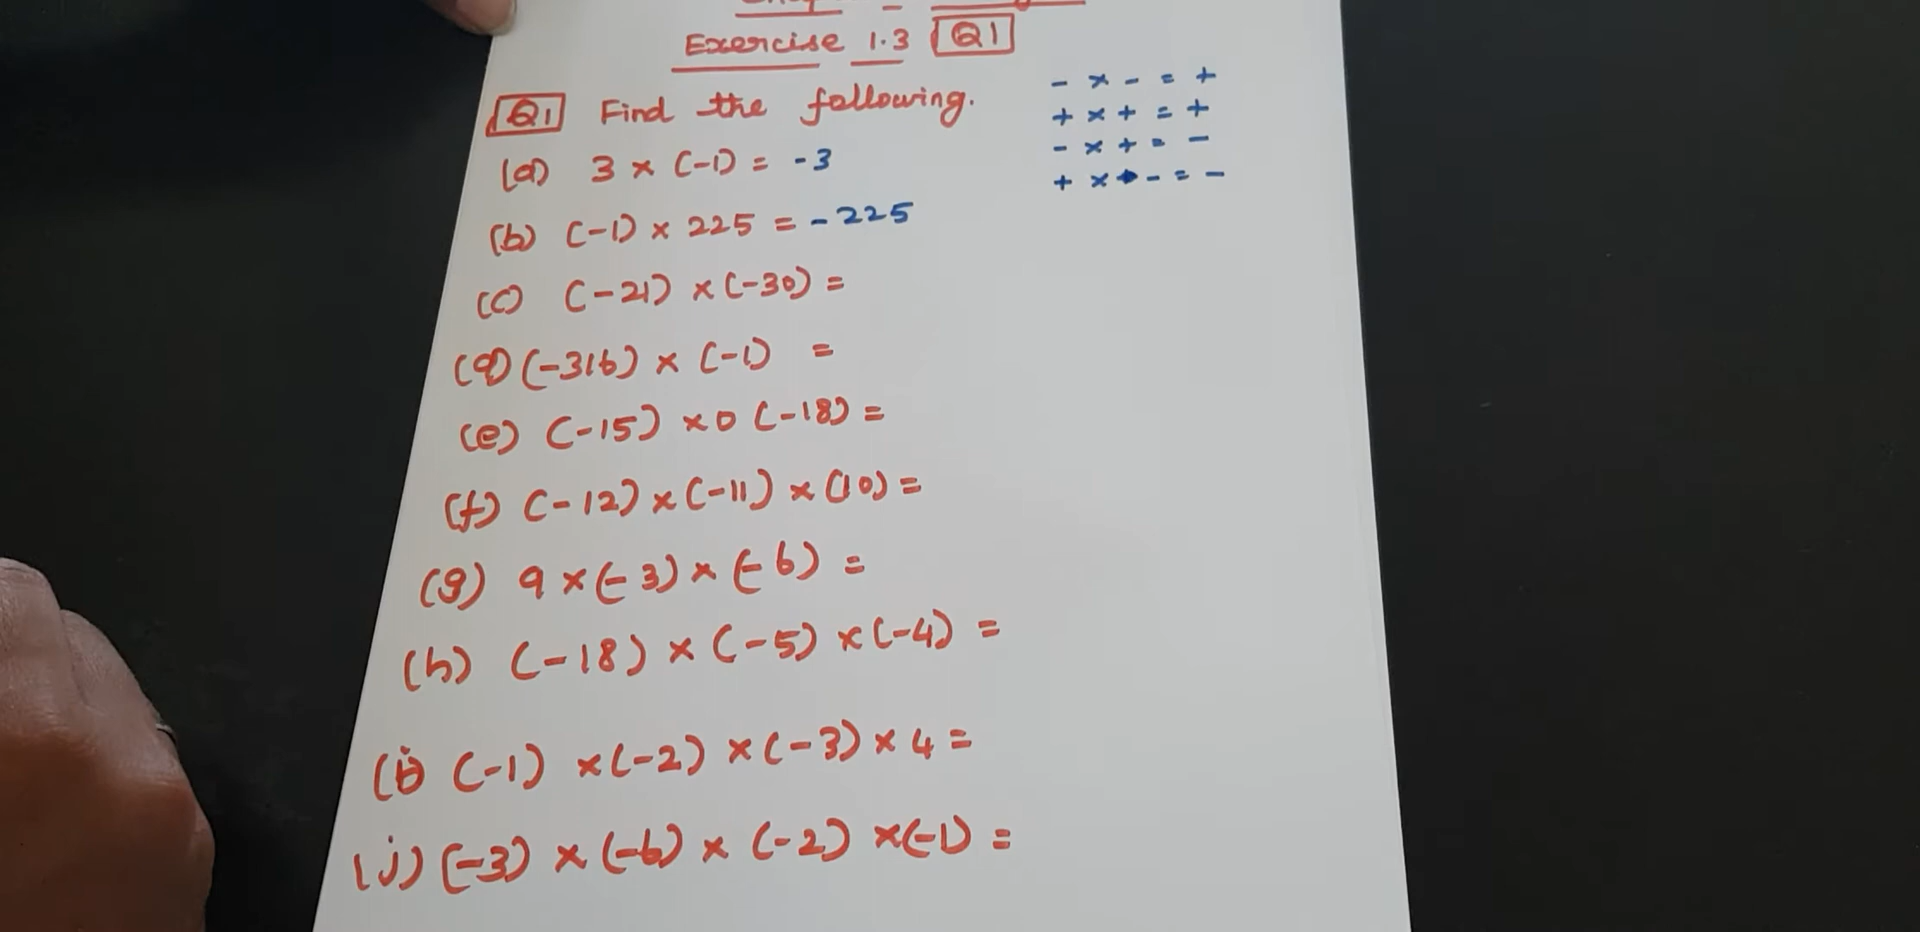 Exercise 1.3 Q1
Q1 Find the following.
(a) 3 × (-1) = -3
(b) (-1) × 225 = -225
(c) (-21) × (-30) =
(d) (-316) × (-1) =
(e) (-15) × 0 (-18) =
(f) (-12) × (-11) × (10) =
(g) 9 × (-3) × (-6) =
(h) (-18) × (-5) × (-4) =
(i) (-1) × (-2) × (-3) × 4 =
(j) (-3) × (-6) × (-2) × (-1) =
- × - = +
+ × + = +
- × + = -
+ × - = -